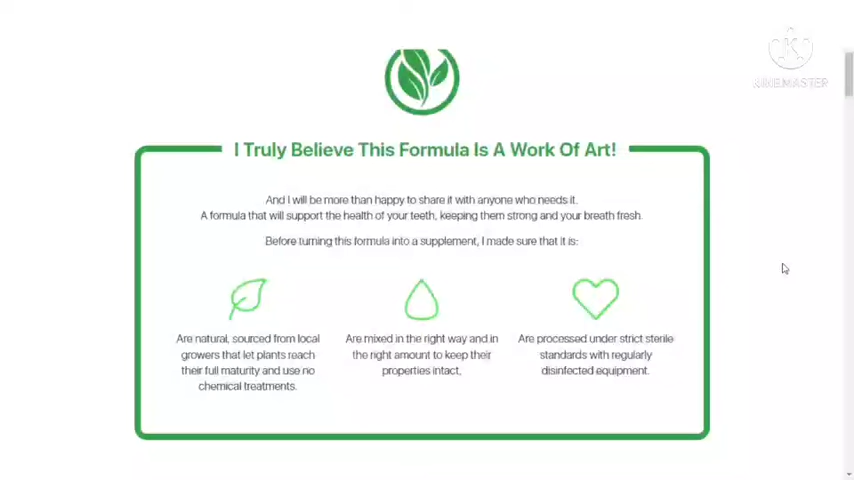 KINEMASTER
I Truly Believe This Formula Is A Work Of Art!
And I will be more than happy to share it with anyone who needs it.
A formula that will support the health of your teeth, keeping them strong and your breath fresh.
Before turning this formula into a supplement, I made sure that it is:
Are natural, sourced from local
growers that let plants reach
their full maturity and use no
chemical treatments.
Are mixed in the right way and in
the right amount to keep their
properties intact,
Are processed under strict sterile
standards with regularly
disinfected equipment.